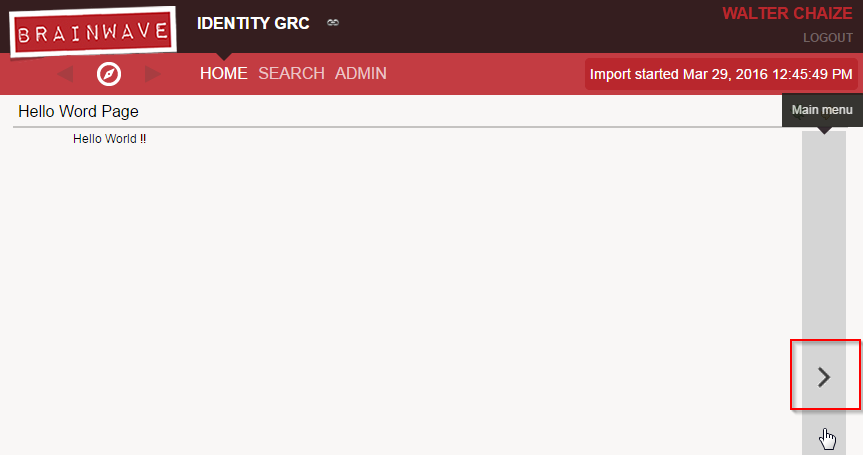 BRAINWAVE
IDENTITY GRC
WALTER CHAIZE
LOGOUT
HOME SEARCH ADMIN
Import started Mar 29, 2016 12:45:49 PM
Hello Word Page
Main menu
Hello World !!